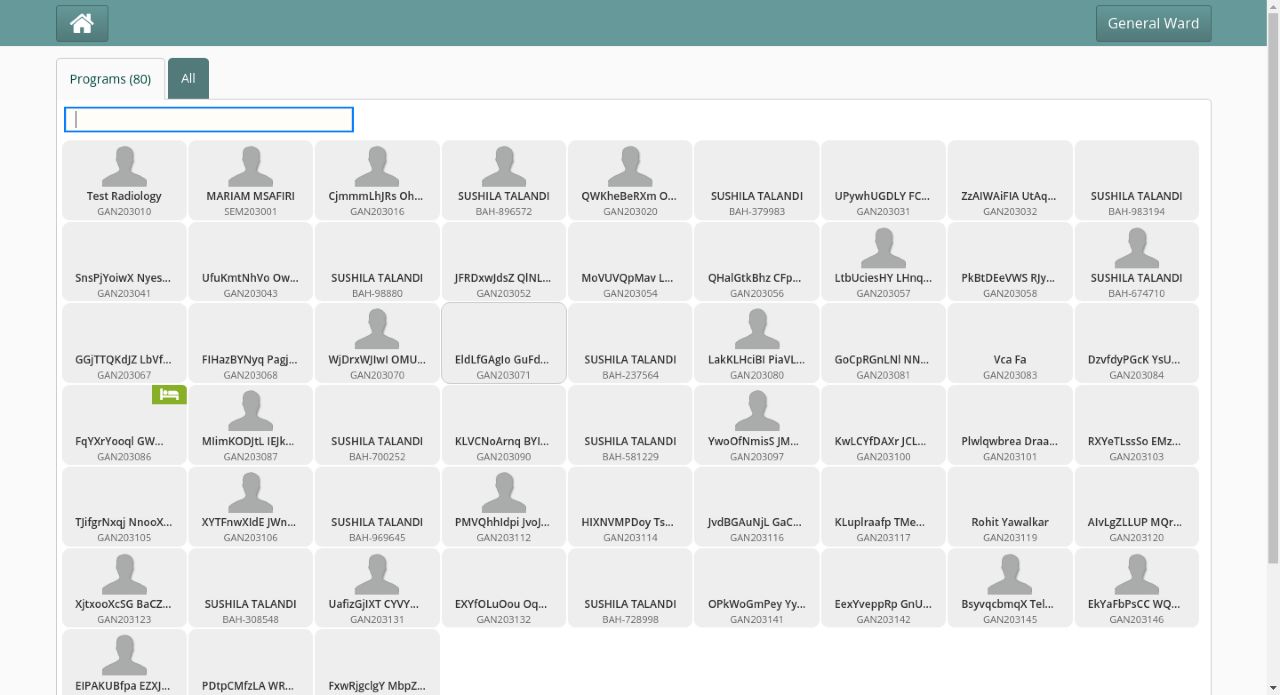 General Ward
Programs (80)
All
Test Radiology
GAN203010
MARIAM MSAFIRI
SEM203001
CjmmmLhJRs Oh...
GAN203016
SUSHILA TALANDI
BAH-896572
QWKheBeRXm O...
GAN203020
SUSHILA TALANDI
BAH-379983
UPywhUGDLY FC...
GAN203031
ZzAIWAiFIA UtAq...
GAN203032
SUSHILA TALANDI
BAH-983194
SnsPjYoiwX Nyes...
GAN203041
UfuKmtNhVo Ow...
GAN203043
SUSHILA TALANDI
BAH-98880
JFRDxwJdsZ QlNL...
GAN203052
MoVUVQpMav L...
GAN203054
QHalGtkBhz CFp...
GAN203056
LtbUciesHY LHnq...
GAN203057
PkBtDEeVWS RJy...
GAN203058
SUSHILA TALANDI
BAH-674710
GGjTTQKdJZ LbVf...
GAN203067
FIHazBYNyq Pagj...
GAN203068
WjDrxWJIwI OMU...
GAN203070
EldLfGAgIo GuFd...
GAN203071
SUSHILA TALANDI
BAH-237564
LakKLHciBI PiaVL...
GAN203080
GoCpRGnLNl NN...
GAN203081
Vca Fa
GAN203083
DzvfdyPGcK YsU...
GAN203084
FqYXrYooql GW...
GAN203086
MIimKODJtL IEJk...
GAN203087
SUSHILA TALANDI
BAH-700252
KLVCNoArnq BYI...
GAN203090
SUSHILA TALANDI
BAH-581229
YwoOfNmisS JM...
GAN203097
KwLCYfDAXr JCL...
GAN203100
Plwlqwbrea Draa...
GAN203101
RXYeTLssSo EMz...
GAN203103
TJifgrNxqj NnooX...
GAN203105
XYTFnwXIdE JWn...
GAN203106
SUSHILA TALANDI
BAH-969645
PMVQhhIdpi JvoJ...
GAN203112
HIXNVMPDoy Ts...
GAN203114
JvdBGAuNjL GaC...
GAN203116
KLuplraafp TMe...
GAN203117
Rohit Yawalkar
GAN203119
AIvLgZLLUP MQr...
GAN203120
XjtxooXcSG BaCZ...
GAN203123
SUSHILA TALANDI
BAH-308548
UafizGjIXT CYVY...
GAN203131
EXYfOLuOou Oq...
GAN203132
SUSHILA TALANDI
BAH-728998
OPkWoGmPey Yy...
GAN203141
EexYveppRp GnU...
GAN203142
BsyvqcbmqX Tel...
GAN203145
EkYaFbPsCC WQ...
GAN203146
EIPAKUBfpa EZXJ...
PDtpCMfzLA WR...
FxwRjgclgY MbpZ...